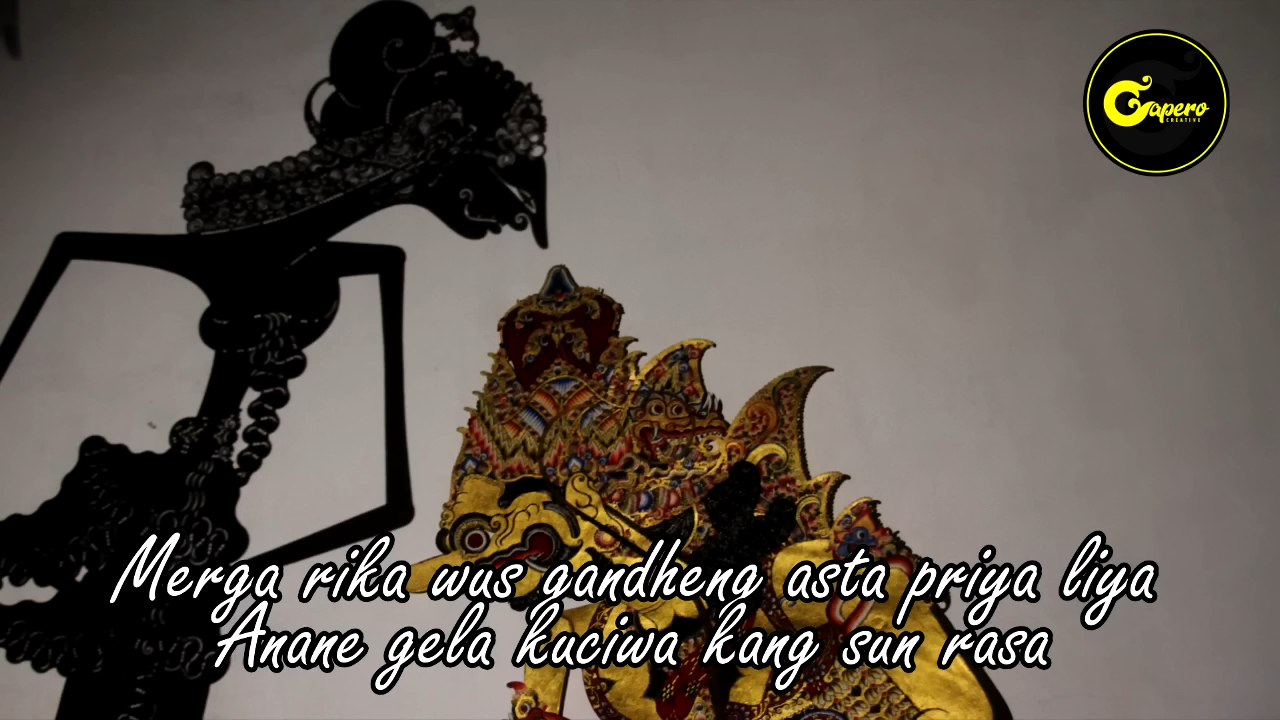 Gapero
CREATIVE
Merga rika wus gandheng asta priya liya
Anane gela kuciwa kang sun rasa